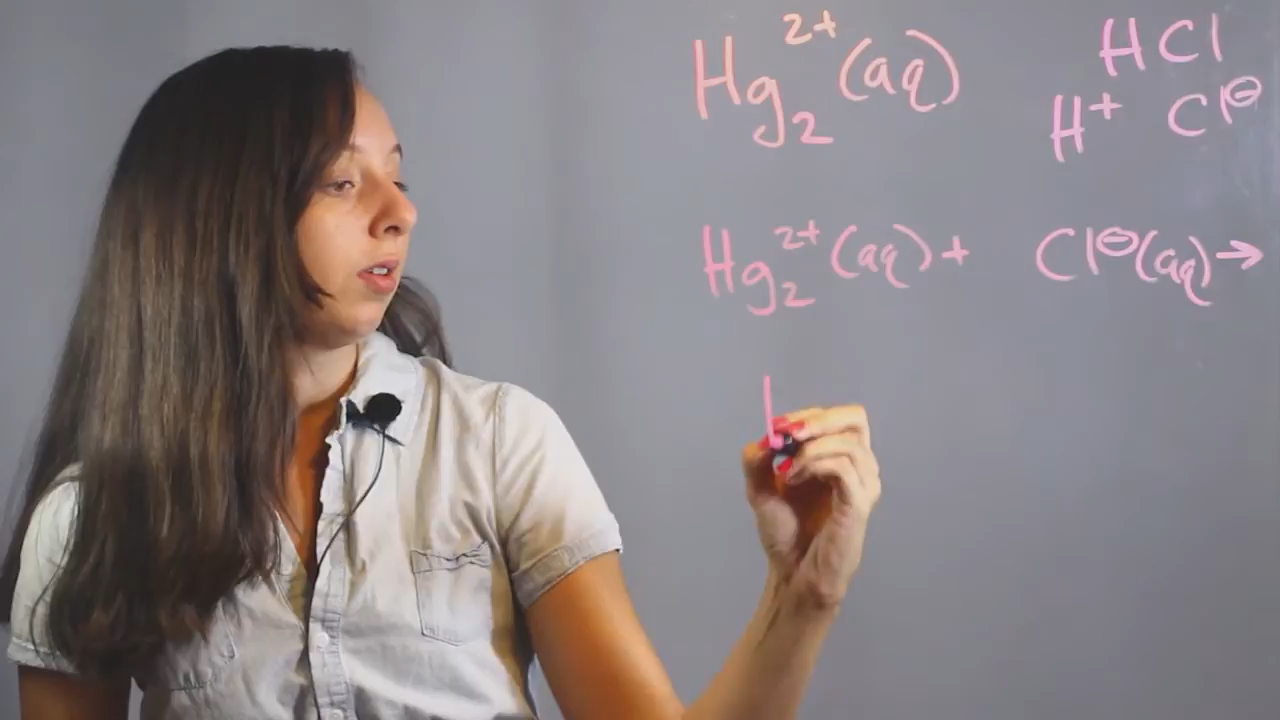 Hg₂²⁺(aq)
HCl
H⁺ Cl⊖
Hg₂²⁺(aq) + Cl⊖(aq) →